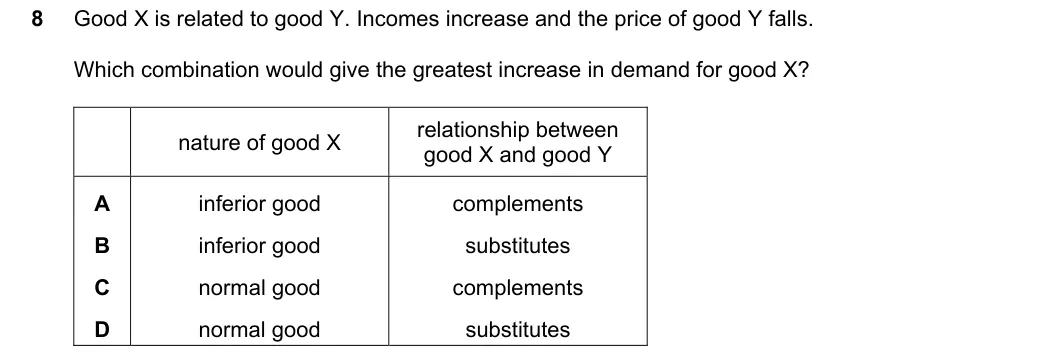 8 Good X is related to good Y. Incomes increase and the price of good Y falls.
Which combination would give the greatest increase in demand for good X?
nature of good X relationship between
good X and good Y
A inferior good complements
B inferior good substitutes
C normal good complements
D normal good substitutes